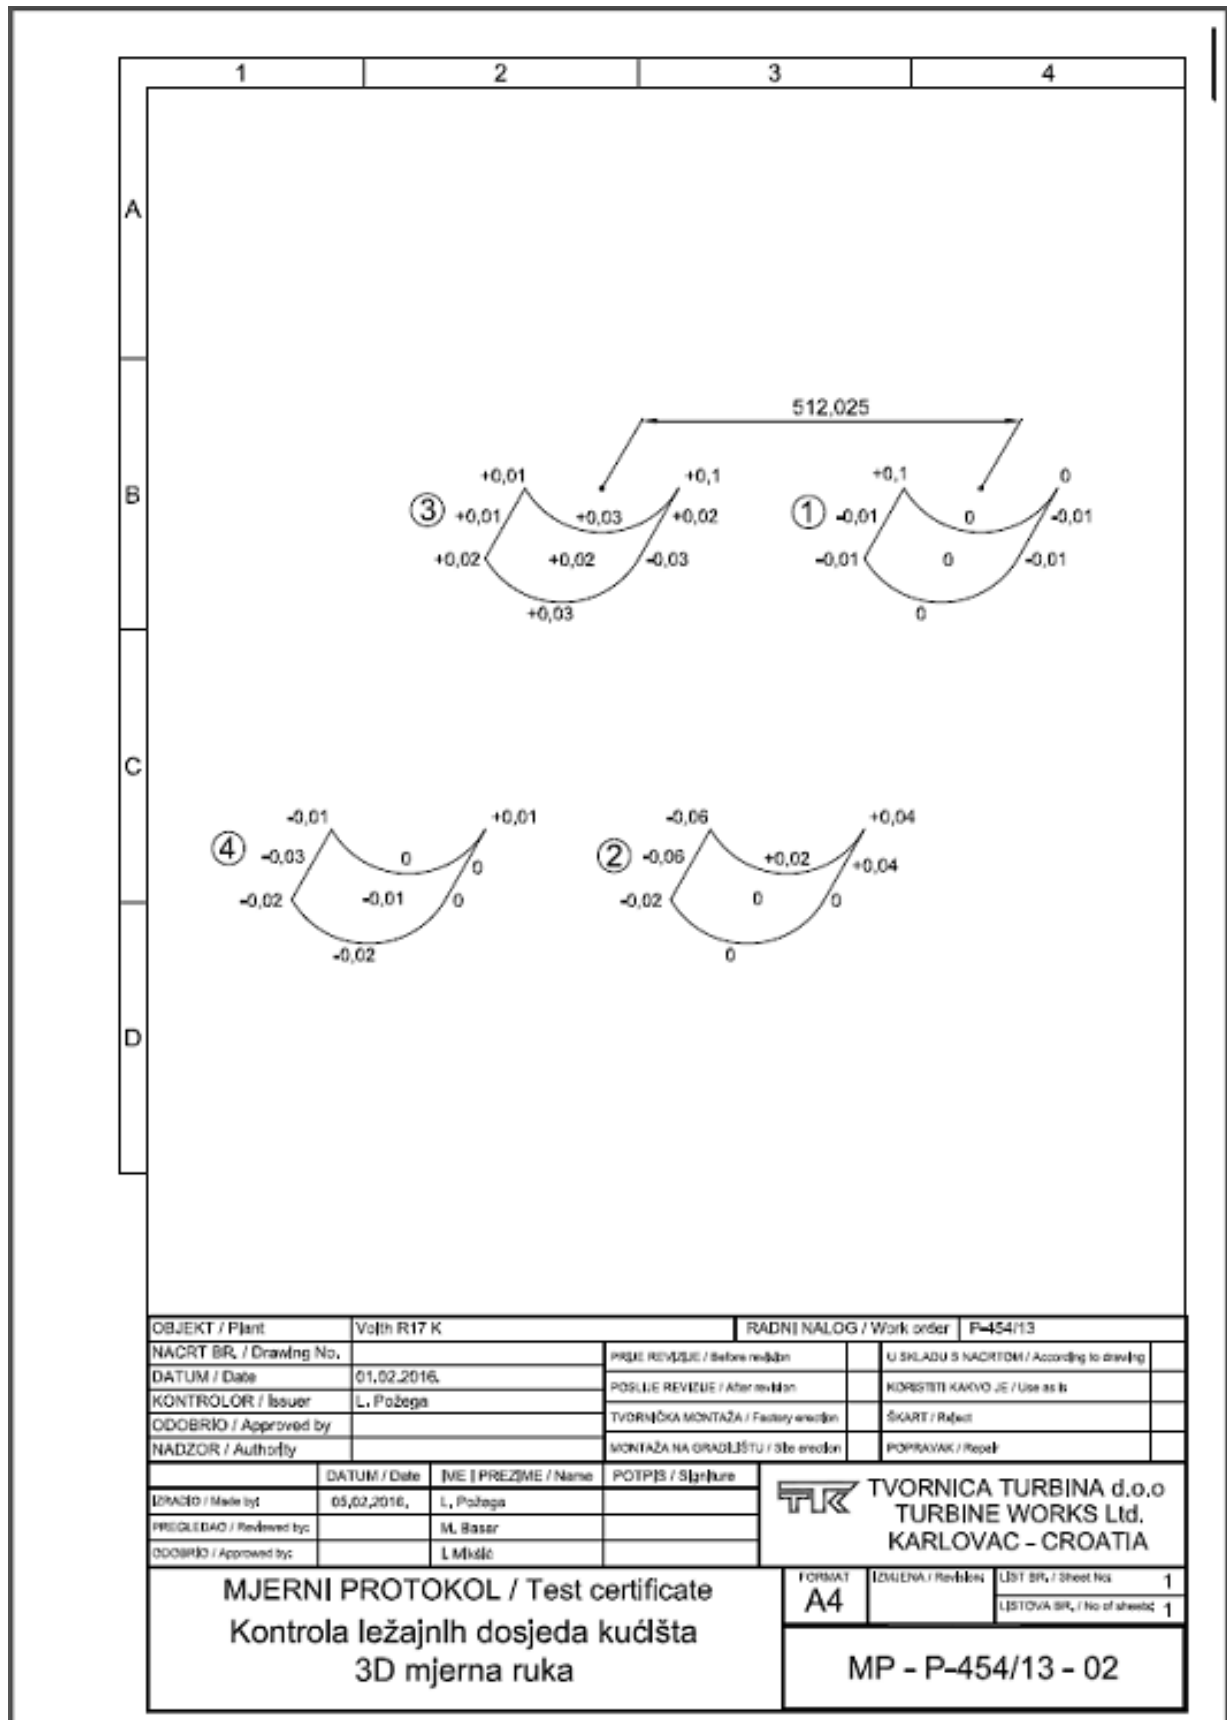 1 2 3 4
A
B
C
D
512,025
+0,01 +0,1 +0,1 0
3 +0,01 +0,03 +0,02 1 -0,01 0 -0,01
+0,02 +0,02 -0,03 -0,01 0 -0,01
+0,03 0
-0,01 +0,01 -0,06 +0,04
4 -0,03 0 0 2 -0,06 +0,02 +0,04
-0,02 -0,01 0 -0,02 0 0
-0,02 0
OBJEKT / Plant Voith R17 K RADNI NALOG / Work order P-454/13
NACRT BR. / Drawing No.
DATUM / Date 01.02.2016.
KONTROLOR / Issuer L. Požega
ODOBRIO / Approved by
NADZOR / Authority
PRIJE REVIZIJE / Before revision U SKLADU S NACRTOM / According to drawing
POSLIJE REVIZIJE / After revision KORISTITI KAKVO JE / Use as is
TVORNIČKA MONTAŽA / Factory erection ŠKART / Reject
MONTAŽA NA GRADILIŠTU / Site erection POPRAVAK / Repair
DATUM / Date IME I PREZIME / Name POTPIS / Signature
IZRADIO / Made by: 05.02.2016. L. Požega
PREGLEDAO / Reviewed by: M. Basar
ODOBRIO / Approved by: I. Mikšić
TVORNICA TURBINA d.o.o
TURBINE WORKS Ltd.
KARLOVAC - CROATIA
MJERNI PROTOKOL / Test certificate
Kontrola ležajnih dosjeda kućišta
3D mjerna ruka
FORMAT
A4
IZMJENA / Revision:
LIST BR. / Sheet No: 1
LISTOVA BR. / No of sheets: 1
MP - P-454/13 - 02